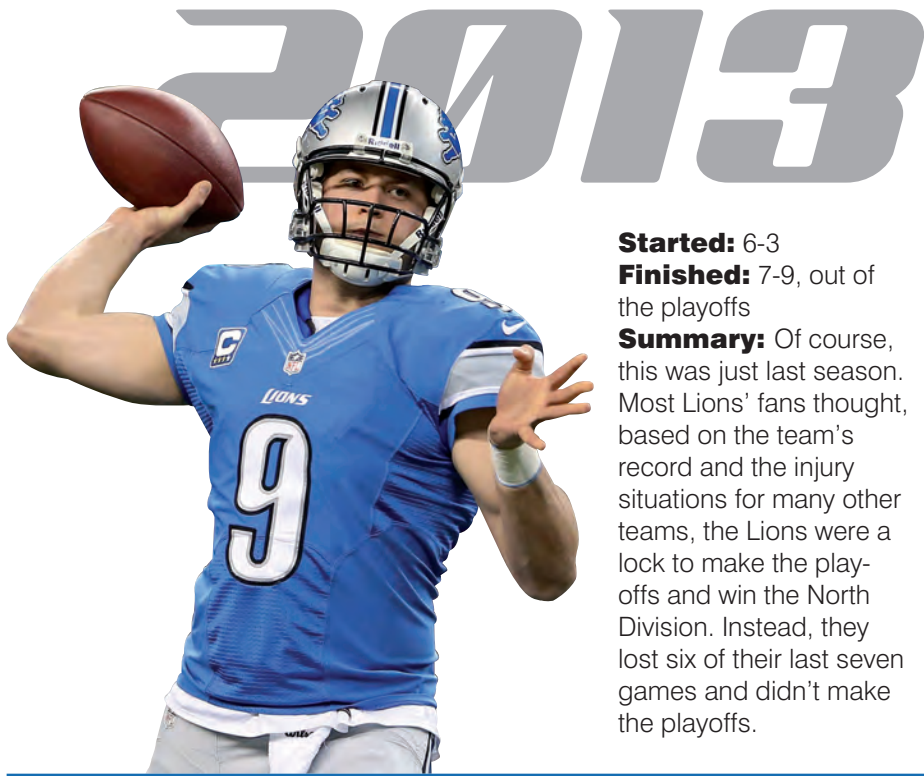 2013
Riddell
C
9
LIONS
9
Started: 6-3
Finished: 7-9, out of
the playoffs
Summary: Of course,
this was just last season.
Most Lions' fans thought,
based on the team's
record and the injury
situations for many other
teams, the Lions were a
lock to make the play-
offs and win the North
Division. Instead, they
lost six of their last seven
games and didn't make
the playoffs.